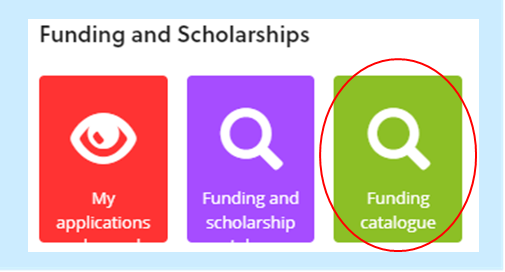 Funding and Scholarships
My
applications
Funding and
scholarship
Funding
catalogue